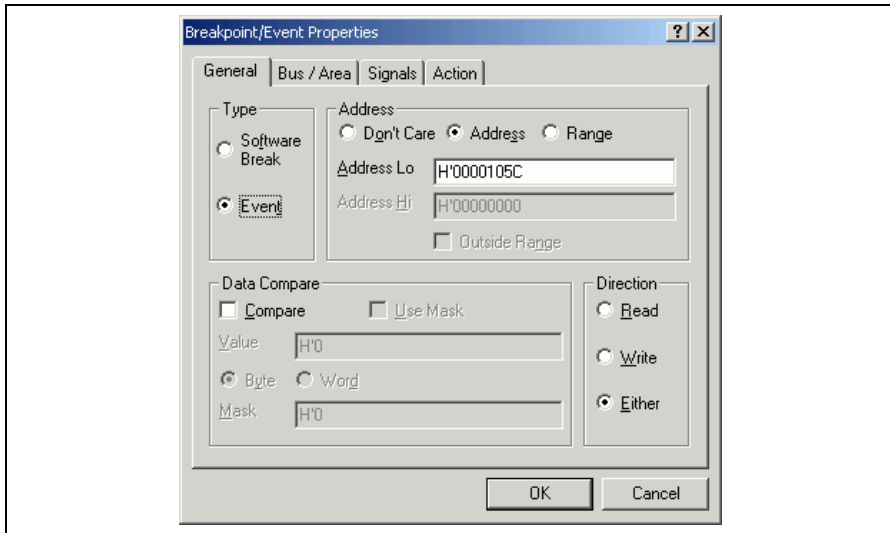 Breakpoint/Event Properties
General Bus / Area Signals Action
Type
Software
Break
Event
Address
Don't Care Address Range
Address Lo H'0000105C
Address Hi H'00000000
Outside Range
Data Compare
Compare Use Mask
Value H'0
Byte Word
Mask H'0
Direction
Read
Write
Either
OK Cancel